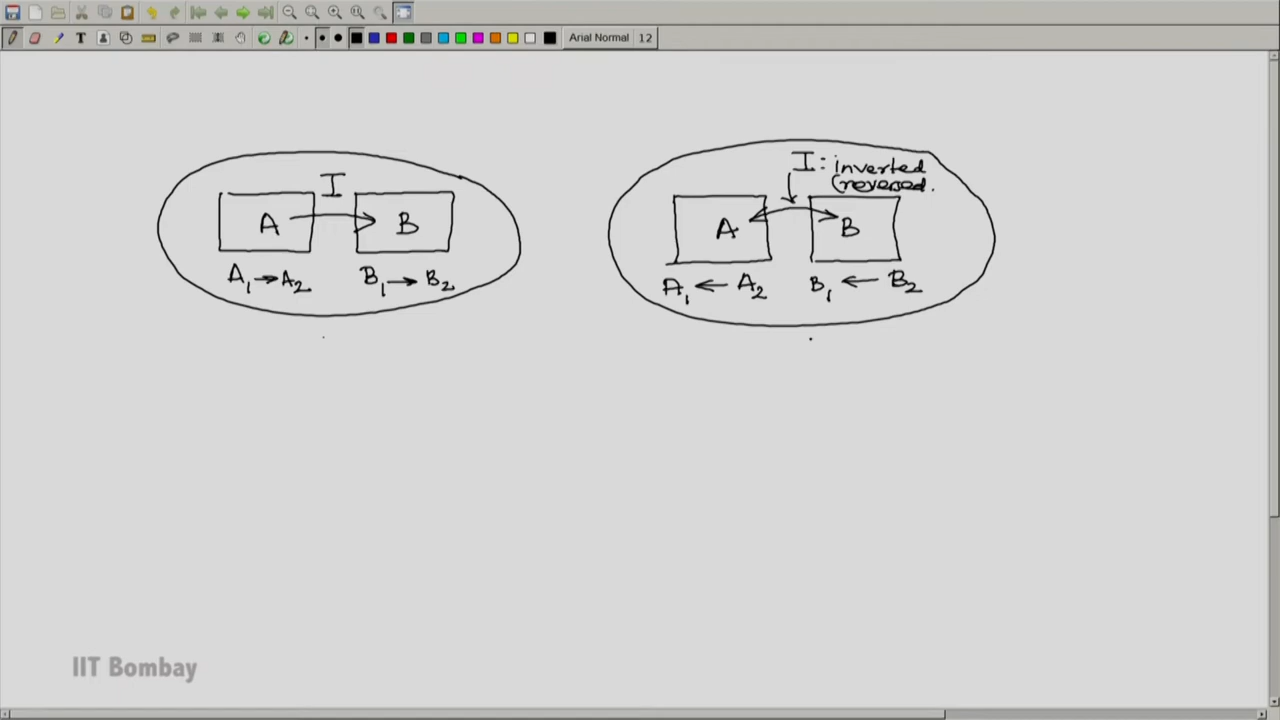 Arial Normal 12
I
A B
A₁ → A₂ B₁ → B₂
I : inverted
(reversed.
A B
A₁ ← A₂ B₁ ← B₂
IIT Bombay